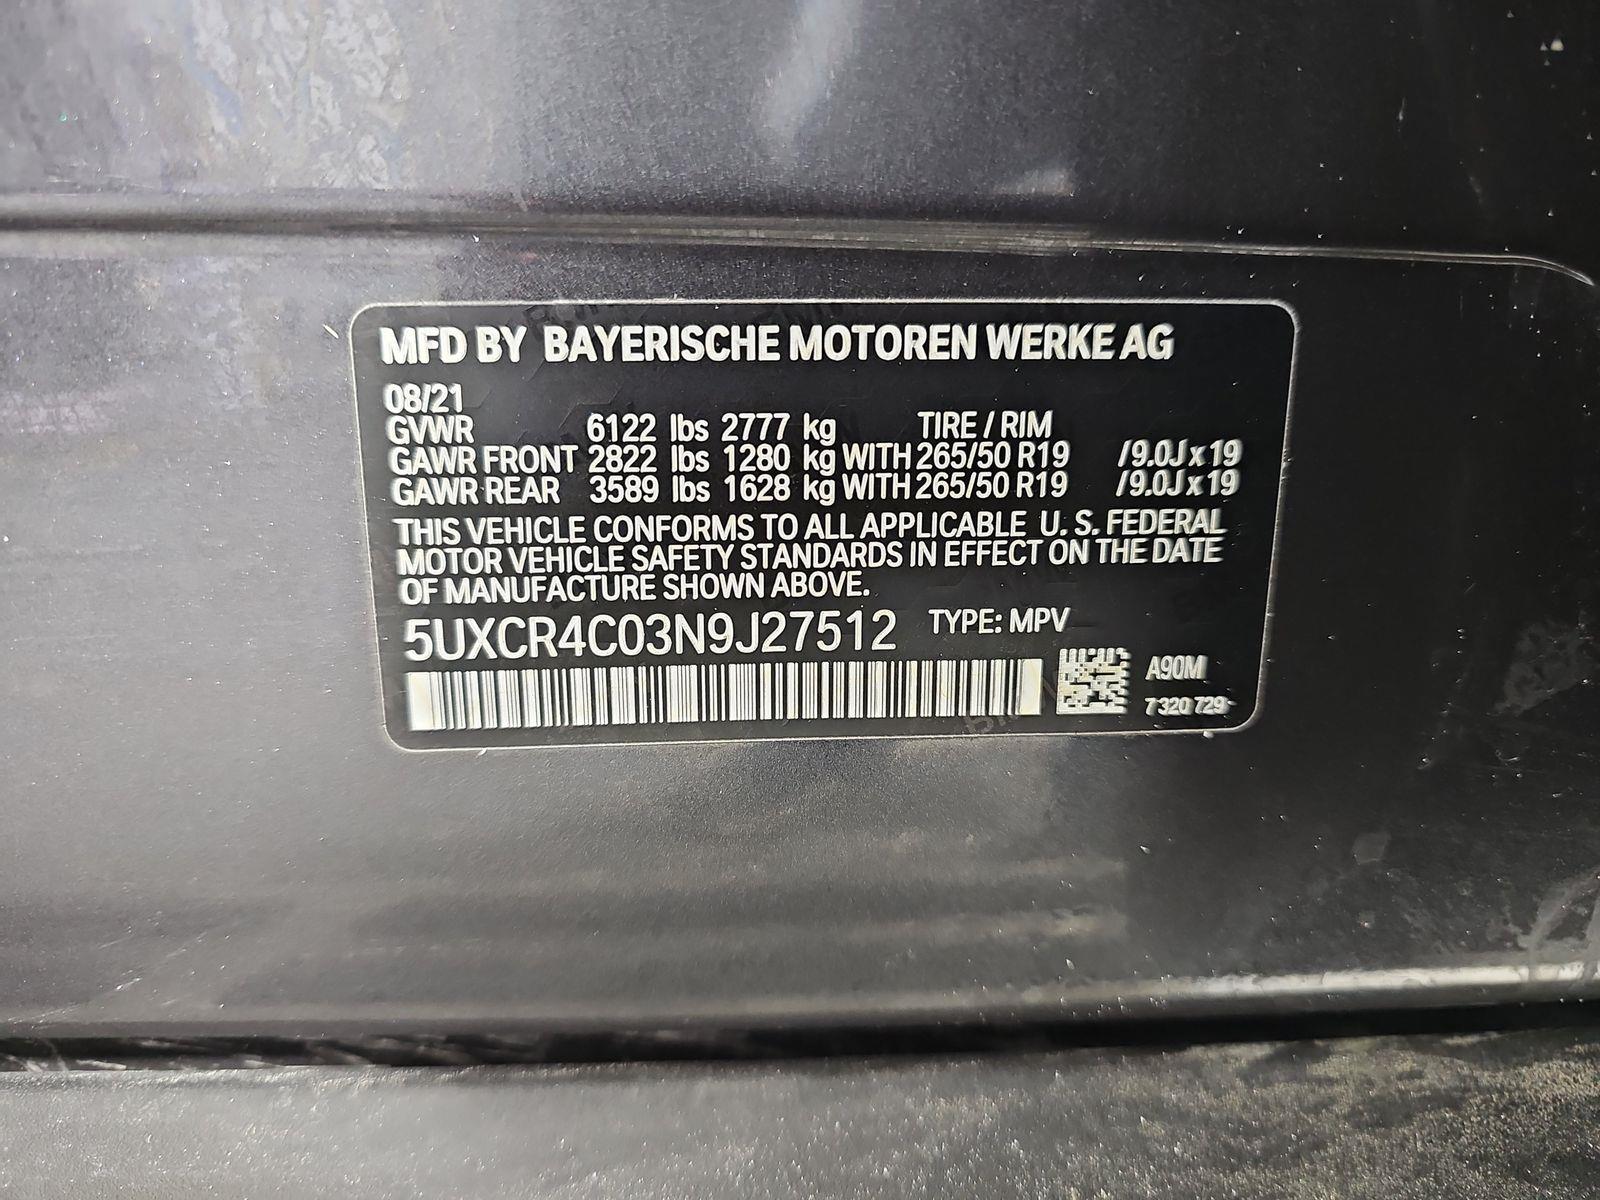 MFD BY BAYERISCHE MOTOREN WERKE AG
08/21
GVWR 6122 lbs 2777 kg TIRE / RIM
GAWR FRONT 2822 lbs 1280 kg WITH 265/50 R19 /9.0J x 19
GAWR REAR 3589 lbs 1628 kg WITH 265/50 R19 /9.0J x 19
THIS VEHICLE CONFORMS TO ALL APPLICABLE U. S. FEDERAL
MOTOR VEHICLE SAFETY STANDARDS IN EFFECT ON THE DATE
OF MANUFACTURE SHOWN ABOVE.
5UXCR4C03N9J27512 TYPE: MPV
A90M
7 320 729